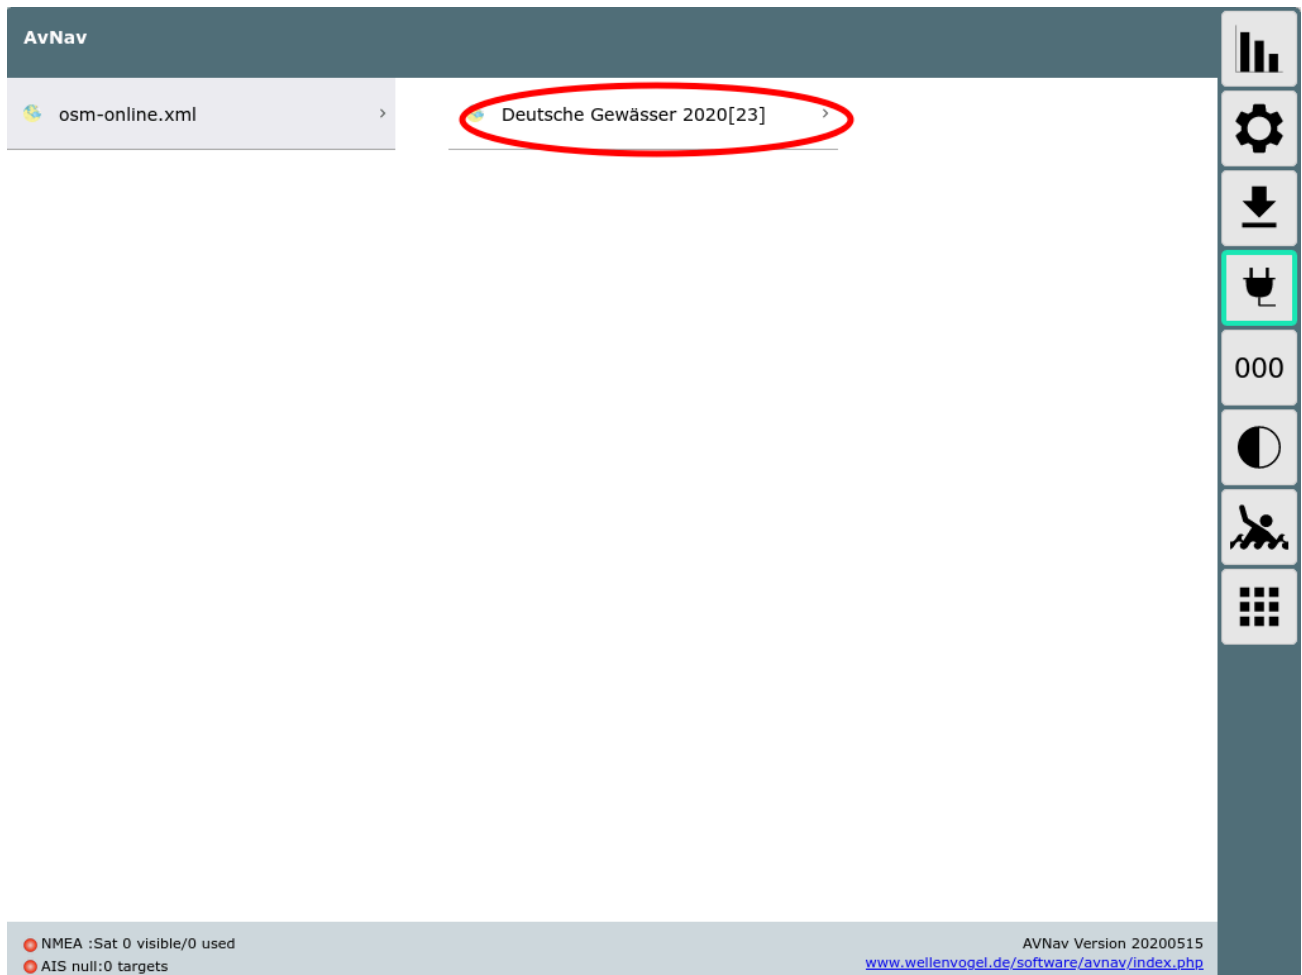 AvNav
osm-online.xml
Deutsche Gewässer 2020[23]
000
NMEA :Sat 0 visible/0 used
AIS null:0 targets
AVNav Version 20200515
www.wellenvogel.de/software/avnav/index.php